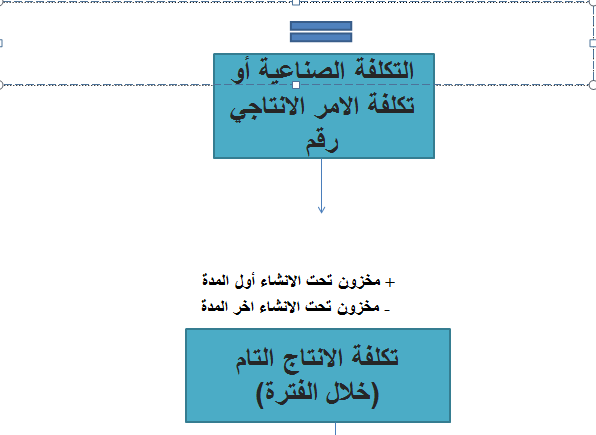 التكلفة الصناعية أو
تكلفة الامر الانتاجي
رقم
+ مخزون تحت الانشاء أول المدة
- مخزون تحت الانشاء اخر المدة
تكلفة الانتاج التام
(خلال الفترة)